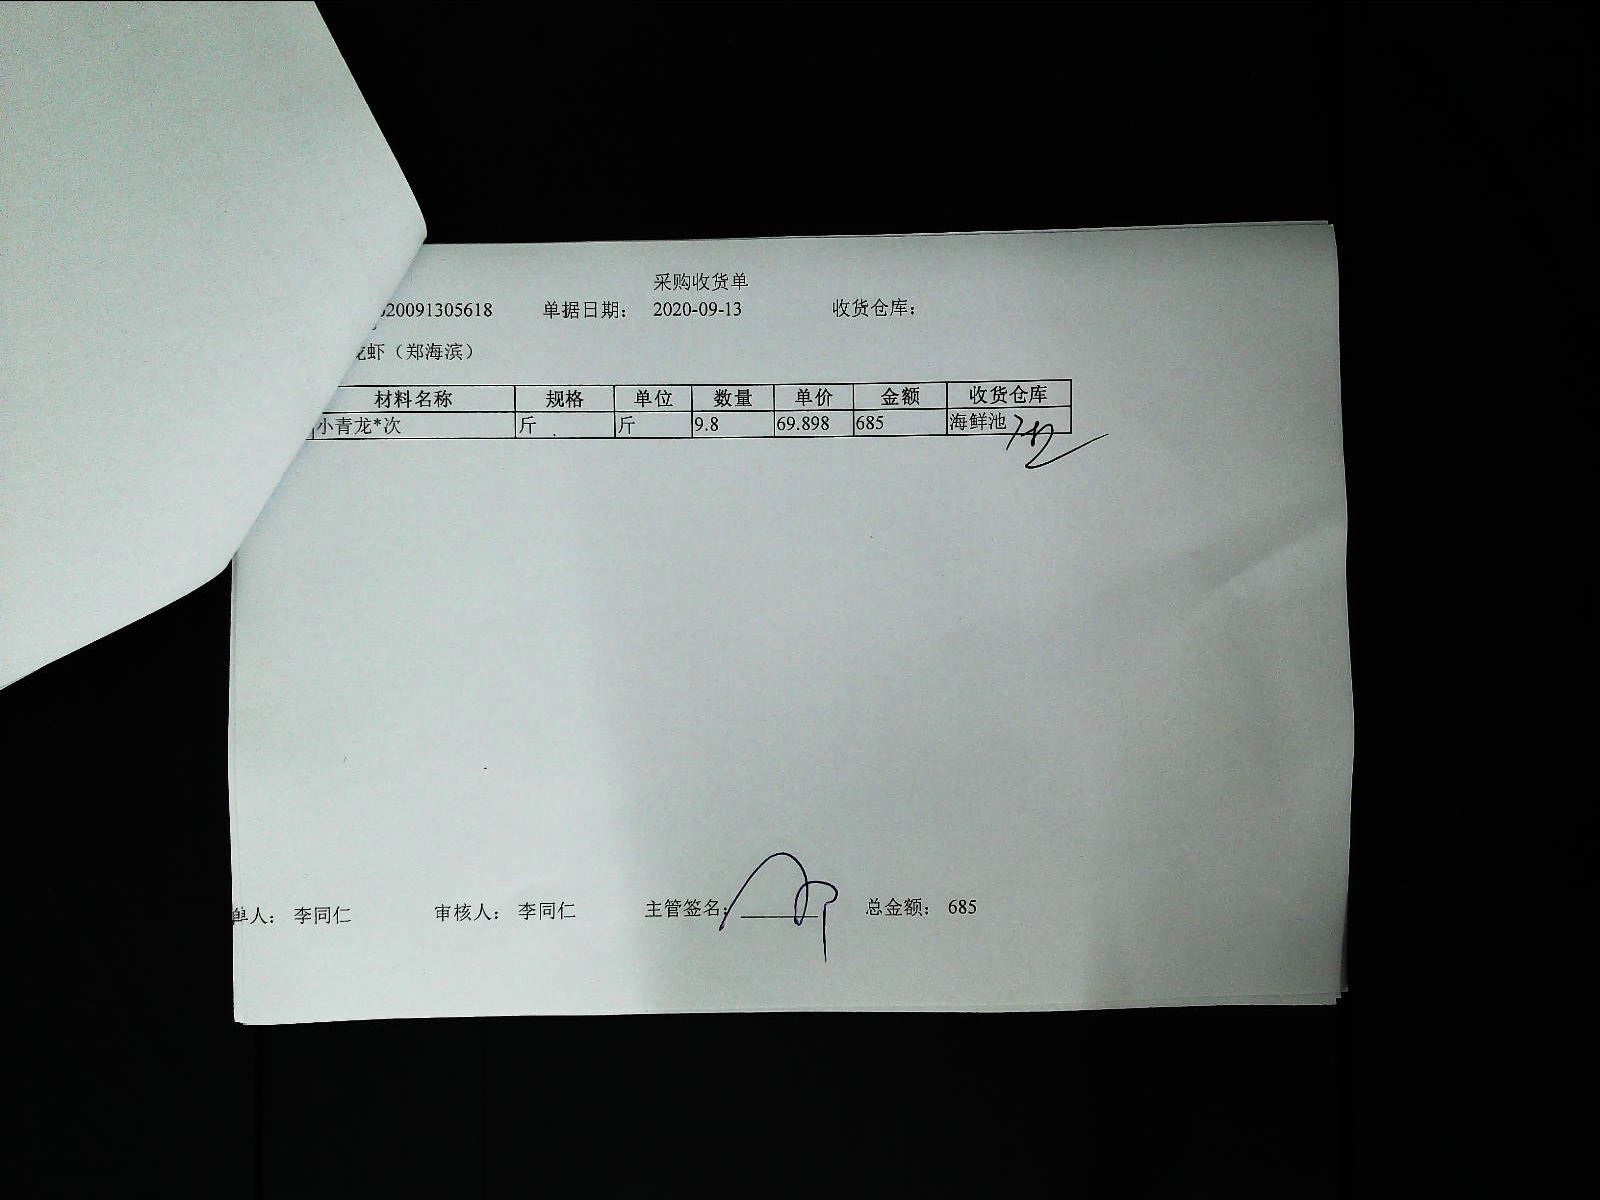 采购收货单
20091305618 单据日期： 2020-09-13 收货仓库：
龙虾（郑海滨）
材料名称 规格 单位 数量 单价 金额 收货仓库
小青龙*次 斤 斤 9.8 69.898 685 海鲜池
单人： 李同仁 审核人： 李同仁 主管签名： 总金额： 685